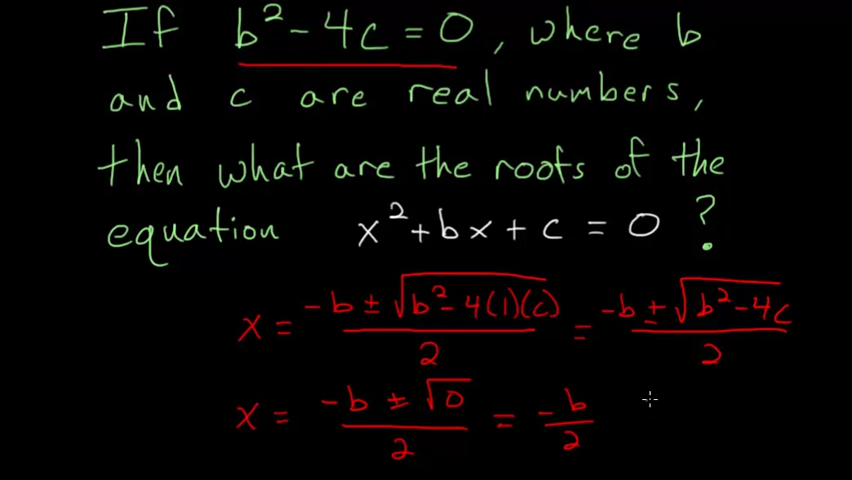 If b² - 4c = 0, where b
and c are real numbers,
then what are the roots of the
equation x² + bx + c = 0 ?
x = (-b ± √(b² - 4(1)(c)))/2 = (-b ± √(b² - 4c))/2
x = (-b ± √0)/2 = -b/2